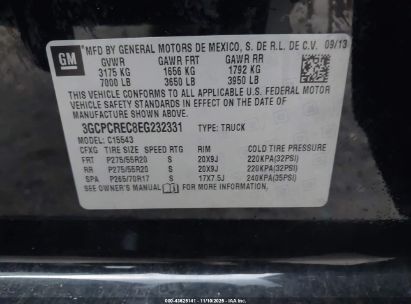 GM
MFD BY GENERAL MOTORS DE MEXICO, S. DE R.L. DE C.V. 09/13
GVWR GAWR FRT GAWR RR
3175 KG 1656 KG 1792 KG
7000 LB 3650 LB 3950 LB
THIS VEHICLE CONFORMS TO ALL APPLICABLE U.S. FEDERAL MOTOR
VEHICLE SAFETY STANDARDS IN EFFECT ON THE DATE OF
MANUFACTURE SHOWN ABOVE.
3GCPCREC8EG232331 TYPE: TRUCK
MODEL: C15543
CFXG TIRE SIZE SPEED RTG RIM COLD TIRE PRESSURE
FRT P275/55R20 S 20X9J 220KPA(32PSI)
RR P275/55R20 S 20X9J 220KPA(32PSI)
SPA P265/70R17 S 17X7.5J 240KPA(35PSI)
SEE OWNER'S MANUAL FOR MORE INFORMATION.